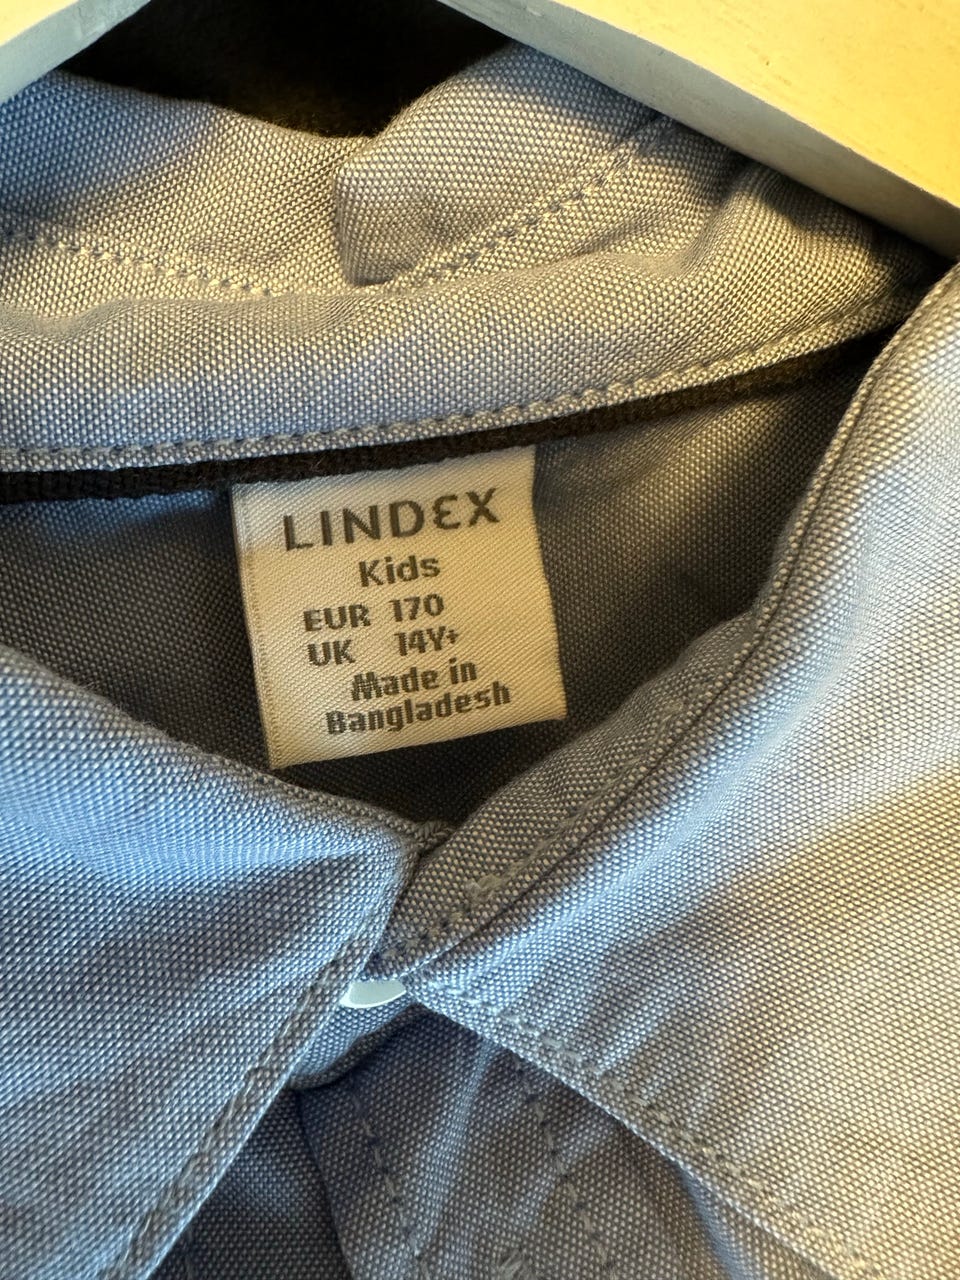 LINDEX
Kids
EUR 170
UK 14Y+
Made in
Bangladesh